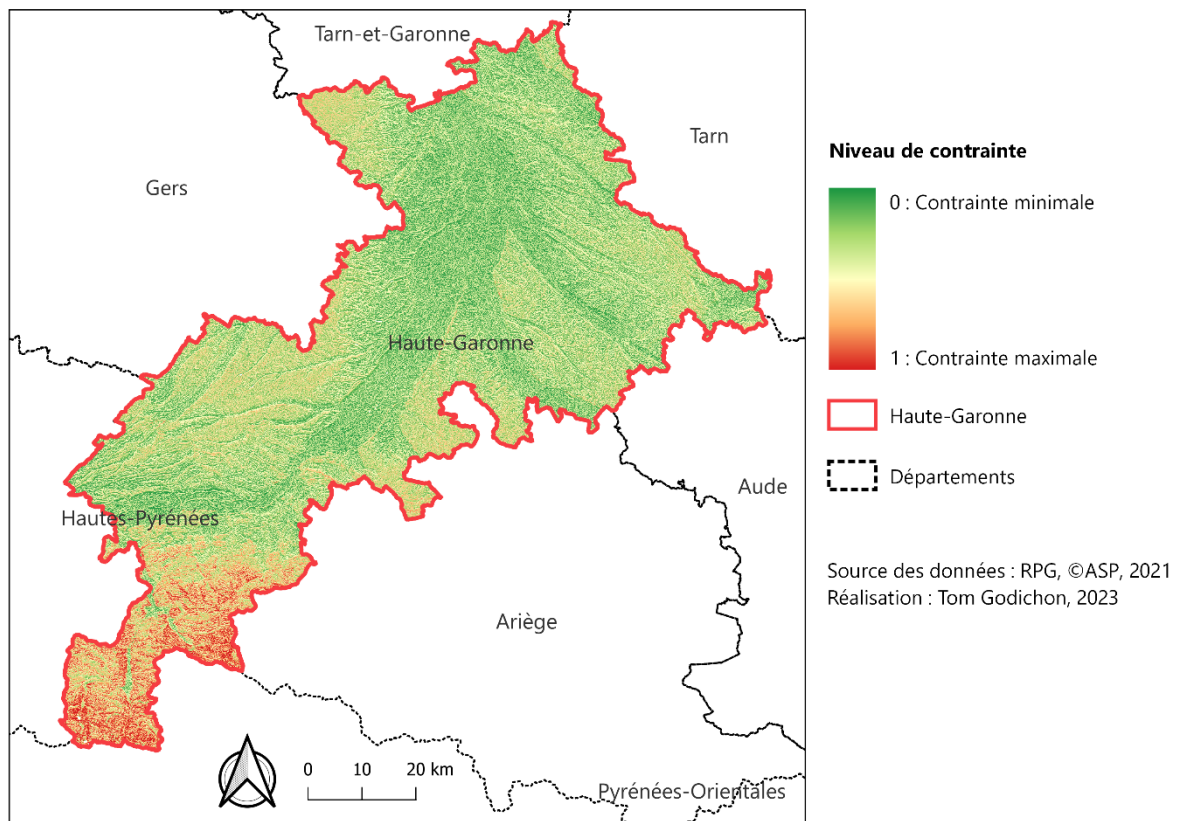 Tarn-et-Garonne
Tarn
Gers
Haute-Garonne
Aude
Hautes-Pyrénées
Ariège
Pyrénées-Orientales
0 10 20 km
Niveau de contrainte
0 : Contrainte minimale
1 : Contrainte maximale
Haute-Garonne
Départements
Source des données : RPG, ©ASP, 2021
Réalisation : Tom Godichon, 2023